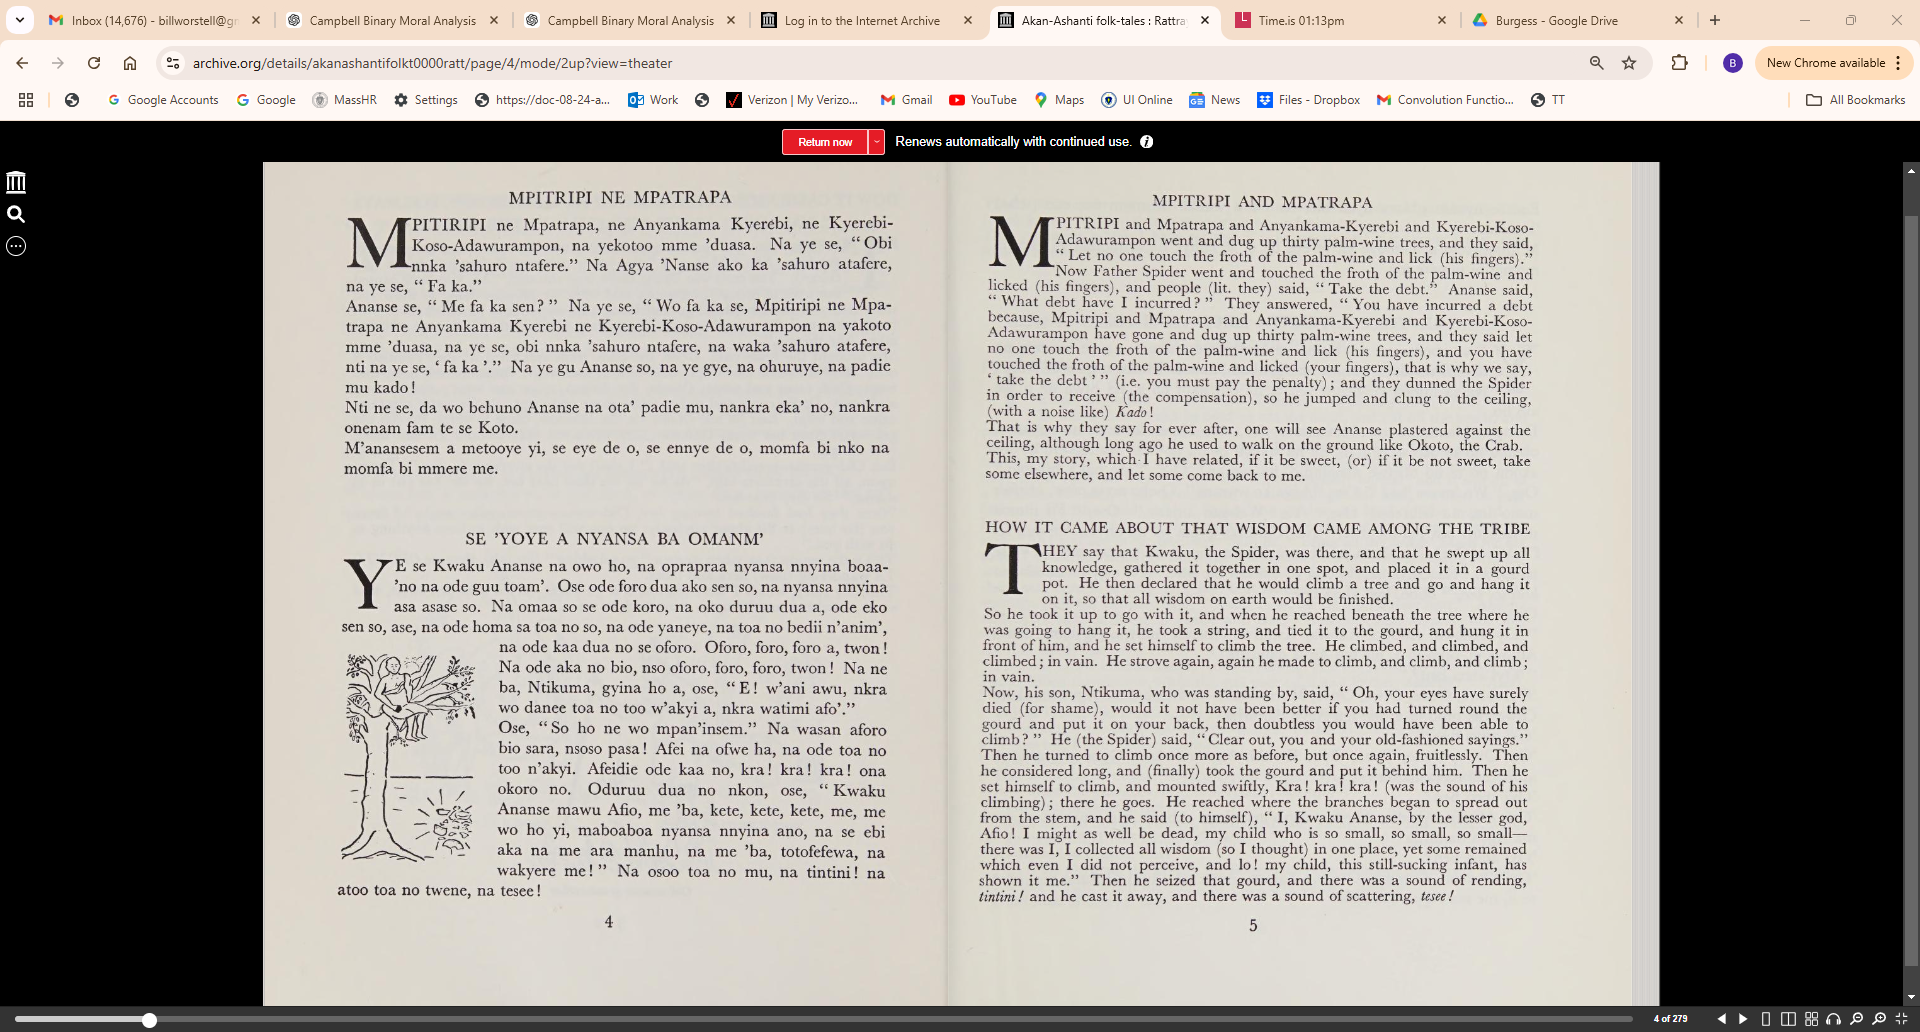 Inbox (14,676) - billworstell@gm
Campbell Binary Moral Analysis
Campbell Binary Moral Analysis
Log in to the Internet Archive
Akan-Ashanti folk-tales : Rattra
Time.is 01:13pm
Burgess - Google Drive
archive.org/details/akanashantifolkt0000ratt/page/4/mode/2up?view=theater
B
New Chrome available
Google Accounts
Google
MassHR
Settings
https://doc-08-24-a...
Work
Verizon | My Verizo...
Gmail
YouTube
Maps
UI Online
News
Files - Dropbox
Convolution Functio...
TT
All Bookmarks
Return now
Renews automatically with continued use.
MPITRIPI NE MPATRAPA
MPITIRIPI ne Mpatrapa, ne Anyankama Kyerebi, ne Kyerebi-
Koso-Adawurampon, na yekotoo mme 'duasa. Na ye se, "Obi
nnka 'sahuro ntafere." Na Agya 'Nanse ako ka 'sahuro atafere,
na ye se, "Fa ka."
Ananse se, "Me fa ka sen?" Na ye se, "Wo fa ka se, Mpitiripi ne Mpa-
trapa ne Anyankama Kyerebi ne Kyerebi-Koso-Adawurampon na yakoto
mme 'duasa, na ye se, obi nnka 'sahuro ntafere, na waka 'sahuro atafere,
nti na ye se, 'fa ka'." Na ye gu Ananse so, na ye gye, na ohuruye, na padie
mu kado!
Nti ne se, da wo behuno Ananse na ota' padie mu, nankra eka' no, nankra
onenam fam te se Koto.
M'anansesem a metooye yi, se eye de o, se ennye de o, momfa bi nko na
momfa bi mmere me.
SE 'YOYE A NYANSA BA OMANM'
YE se Kwaku Ananse na owo ho, na oprapraa nyansa nnyina boaa-
'no na ode guu toam'. Ose ode foro dua ako sen so, na nyansa nnyina
asa asase so. Na omaa so se ode koro, na oko duruu dua a, ode eko
sen so, ase, na ode homa sa toa no so, na ode yaneye, na toa no bedii n'anim',
na ode kaa dua no se oforo. Oforo, foro, foro a, twon!
Na ode aka no bio, nso oforo, foro, foro, twon! Na ne
ba, Ntikuma, gyina ho a, ose, "E! w'ani awu, nkra
wo danee toa no too w'akyi a, nkra watimi afo'."
Ose, "So ho ne wo mpan'insem." Na wasan aforo
bio sara, nsoso pasa! Afei na ofwe ha, na ode toa no
too n'akyi. Afeidie ode kaa no, kra! kra! kra! ona
okoro no. Oduruu dua no nkon, ose, "Kwaku
Ananse mawu Afio, me 'ba, kete, kete, kete, me, me
wo ho yi, maboaboa nyansa nnyina ano, na se ebi
aka na me ara manhu, na me 'ba, totofefewa, na
wakyere me!" Na osoo toa no mu, na tintini! na
atoo toa no twene, na tesee!
4
MPITRIPI AND MPATRAPA
MPITRIPI and Mpatrapa and Anyankama-Kyerebi and Kyerebi-Koso-
Adawurampon went and dug up thirty palm-wine trees, and they said,
"Let no one touch the froth of the palm-wine and lick (his fingers)."
Now Father Spider went and touched the froth of the palm-wine and
licked (his fingers), and people (lit. they) said, "Take the debt." Ananse said,
"What debt have I incurred?" They answered, "You have incurred a debt
because, Mpitripi and Mpatrapa and Anyankama-Kyerebi and Kyerebi-Koso-
Adawurampon have gone and dug up thirty palm-wine trees, and they said let
no one touch the froth of the palm-wine and lick (his fingers), and you have
touched the froth of the palm-wine and licked (your fingers), that is why we say,
'take the debt'" (i.e. you must pay the penalty); and they dunned the Spider
in order to receive (the compensation), so he jumped and clung to the ceiling,
(with a noise like) Kado!
That is why they say for ever after, one will see Ananse plastered against the
ceiling, although long ago he used to walk on the ground like Okoto, the Crab.
This, my story, which I have related, if it be sweet, (or) if it be not sweet, take
some elsewhere, and let some come back to me.
HOW IT CAME ABOUT THAT WISDOM CAME AMONG THE TRIBE
THEY say that Kwaku, the Spider, was there, and that he swept up all
knowledge, gathered it together in one spot, and placed it in a gourd
pot. He then declared that he would climb a tree and go and hang it
on it, so that all wisdom on earth would be finished.
So he took it up to go with it, and when he reached beneath the tree where he
was going to hang it, he took a string, and tied it to the gourd, and hung it in
front of him, and he set himself to climb the tree. He climbed, and climbed, and
climbed; in vain. He strove again, again he made to climb, and climb, and climb;
in vain.
Now, his son, Ntikuma, who was standing by, said, "Oh, your eyes have surely
died (for shame), would it not have been better if you had turned round the
gourd and put it on your back, then doubtless you would have been able to
climb?" He (the Spider) said, "Clear out, you and your old-fashioned sayings."
Then he turned to climb once more as before, but once again, fruitlessly. Then
he considered long, and (finally) took the gourd and put it behind him. Then he
set himself to climb, and mounted swiftly, Kra! kra! kra! (was the sound of his
climbing); there he goes. He reached where the branches began to spread out
from the stem, and he said (to himself), "I, Kwaku Ananse, by the lesser god,
Afio! I might as well be dead, my child who is so small, so small, so small—
there was I, I collected all wisdom (so I thought) in one place, yet some remained
which even I did not perceive, and lo! my child, this still-sucking infant, has
shown it me." Then he seized that gourd, and there was a sound of rending,
tintini! and he cast it away, and there was a sound of scattering, tesee!
5
4 of 279